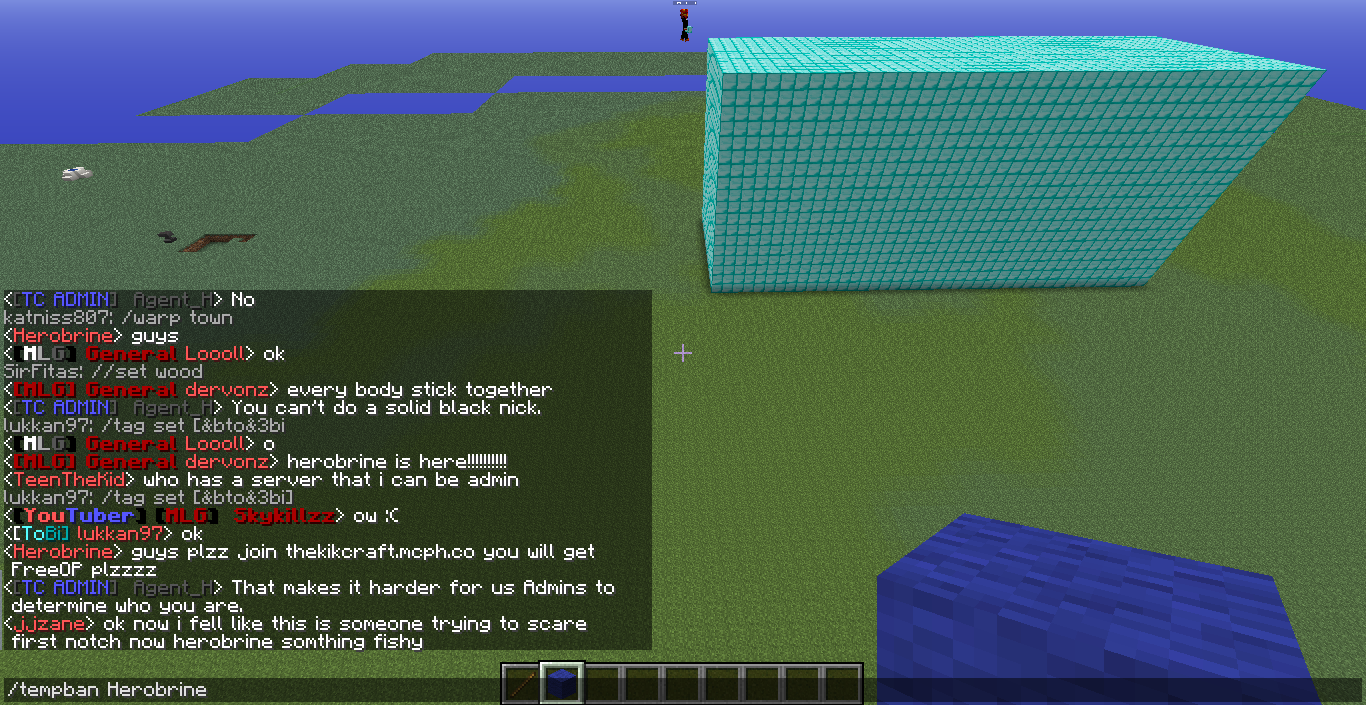 <[TC ADMIN] Agent_H> No
katniss807: /warp town
<Herobrine> guys
<[MLG] General Loooll> ok
SirFitas: //set wood
<[MLG] General dervonz> every body stick together
<[TC ADMIN] Agent_H> You can't do a solid black nick.
lukkan97: /tag set [&bto&3bi
<[MLG] General Loooll> o
<[MLG] General dervonz> herobrine is here!!!!!!!!!
<TeenTheKid> who has a server that i can be admin
lukkan97: /tag set [&bto&3bi]
<[YouTuber] [MLG] Skykillzz> ow :(
<[ToBi] lukkan97> ok
<Herobrine> guys plzz join thekikcraft.mcph.co you will get
FreeOP plzzzz
<[TC ADMIN] Agent_H> That makes it harder for us Admins to
determine who you are.
<jjzane> ok now i fell like this is someone trying to scare
first notch now herobrine somthing fishy
/tempban Herobrine